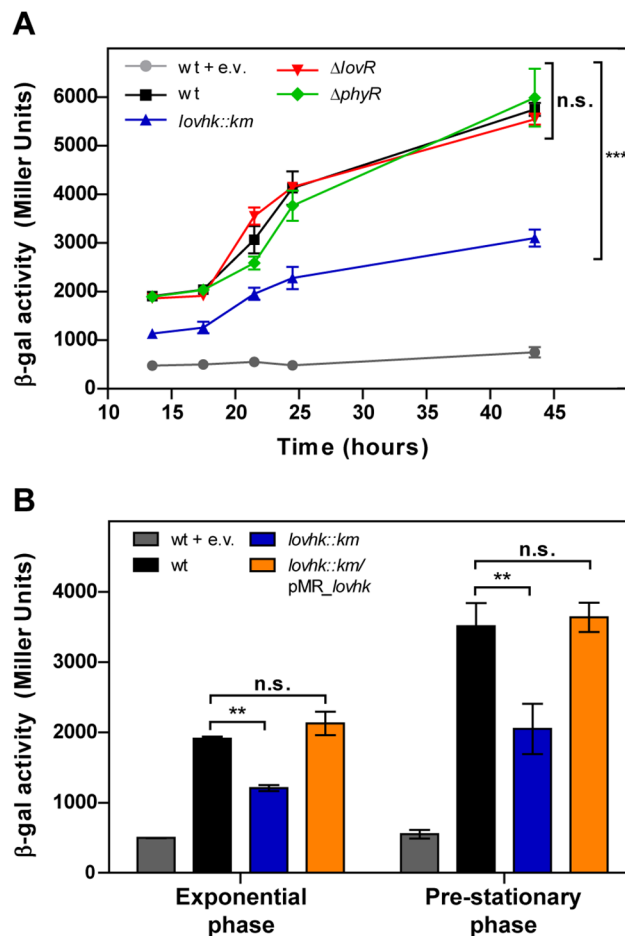 A
wt + e.v.
wt
lovhk::km
ΔlovR
ΔphyR
n.s.
***
6000
5000
4000
3000
2000
1000
0
β-gal activity (Miller Units)
10 15 20 25 30 35 40 45
Time (hours)
B
wt + e.v.
wt
lovhk::km
lovhk::km/
pMR_lovhk
n.s.
**
n.s.
**
4000
3000
2000
1000
0
β-gal activity (Miller Units)
Exponential
phase
Pre-stationary
phase